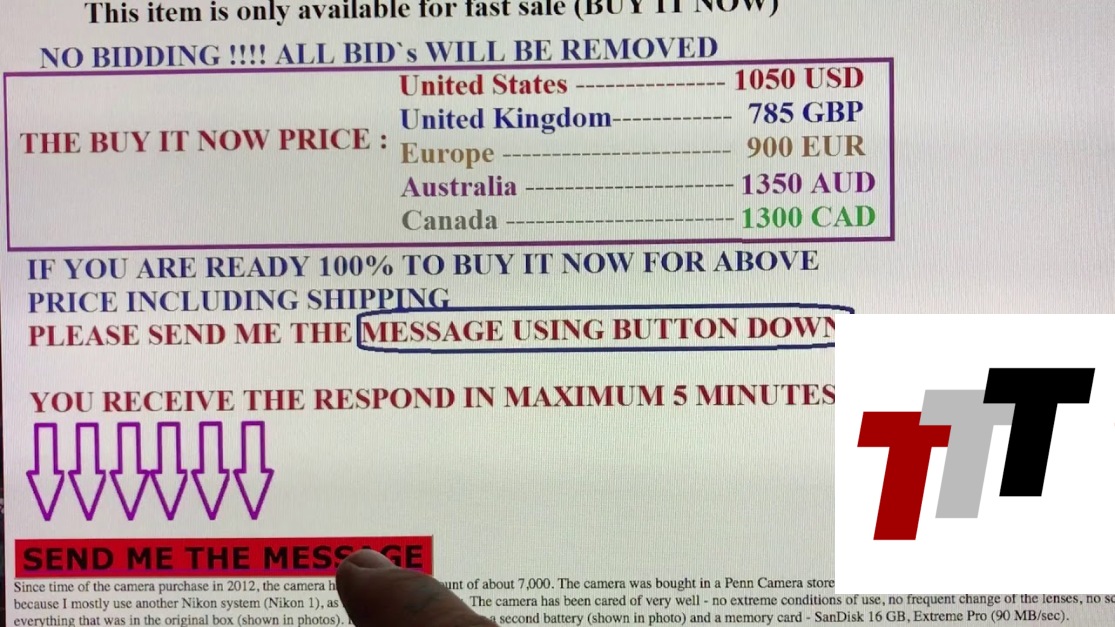 This item is only available for fast sale (BUY IT NOW)
NO BIDDING !!!! ALL BID`s WILL BE REMOVED
THE BUY IT NOW PRICE :
United States --------------- 1050 USD
United Kingdom------------ 785 GBP
Europe ----------------------- 900 EUR
Australia --------------------- 1350 AUD
Canada ----------------------- 1300 CAD
IF YOU ARE READY 100% TO BUY IT NOW FOR ABOVE
PRICE INCLUDING SHIPPING
PLEASE SEND ME THE MESSAGE USING BUTTON DOWN
YOU RECEIVE THE RESPOND IN MAXIMUM 5 MINUTES
SEND ME THE MESSAGE
Since time of the camera purchase in 2012, the camera of about 7,000. The camera was bought in a Penn Camera store
because I mostly use another Nikon system (Nikon 1), as The camera has been cared of very well - no extreme conditions of use, no frequent change of the lenses, no
everything that was in the original box (shown in photo). a second battery (shown in photo) and a memory card - SanDisk 16 GB, Extreme Pro (90 MB/sec).
TTT